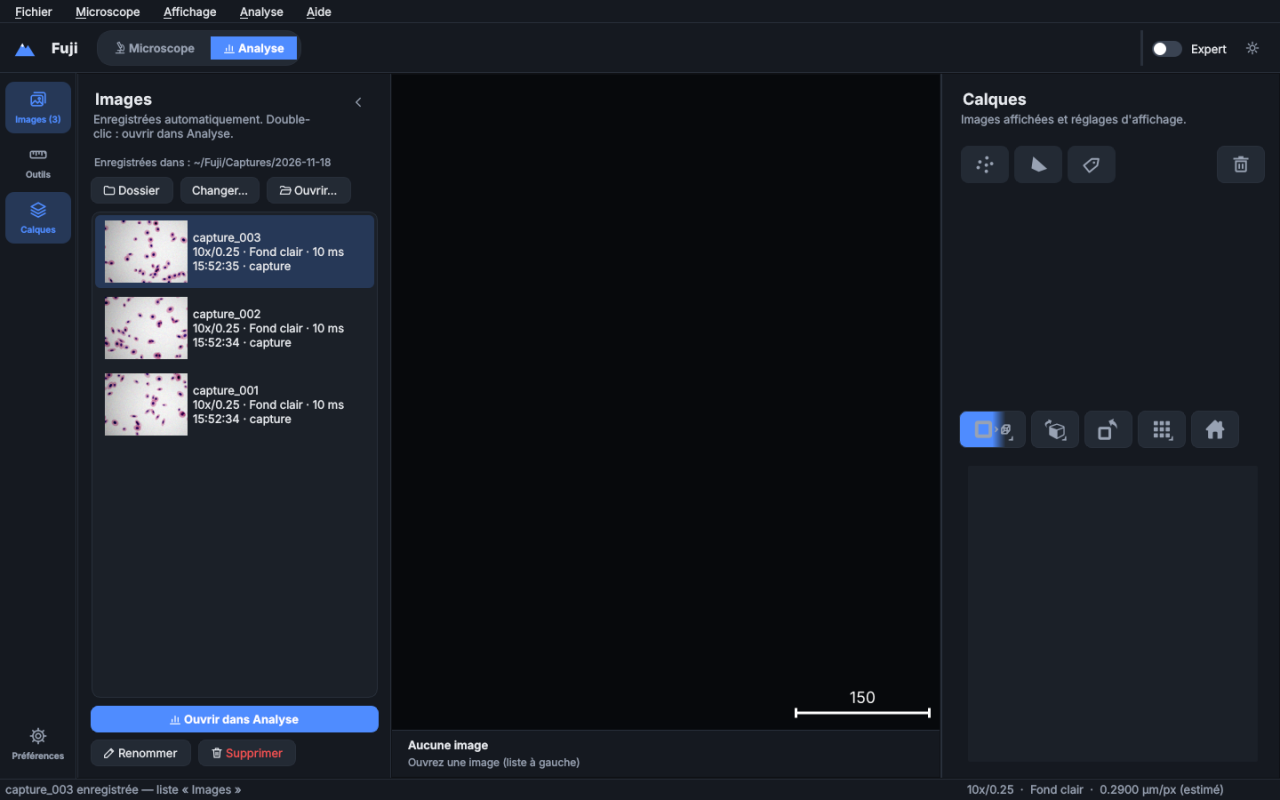 Fichier Microscope Affichage Analyse Aide
Fuji Microscope Analyse Expert
Images (3)
Outils
Calques
Préférences
Images
Enregistrées automatiquement. Double-
clic : ouvrir dans Analyse.
Enregistrées dans : ~/Fuji/Captures/2026-11-18
Dossier Changer... Ouvrir...
capture_003
10x/0.25 · Fond clair · 10 ms
15:52:35 · capture
capture_002
10x/0.25 · Fond clair · 10 ms
15:52:34 · capture
capture_001
10x/0.25 · Fond clair · 10 ms
15:52:34 · capture
Ouvrir dans Analyse
Renommer Supprimer
150
Aucune image
Ouvrez une image (liste à gauche)
Calques
Images affichées et réglages d'affichage.
capture_003 enregistrée — liste « Images »
10x/0.25 · Fond clair · 0.2900 µm/px (estimé)